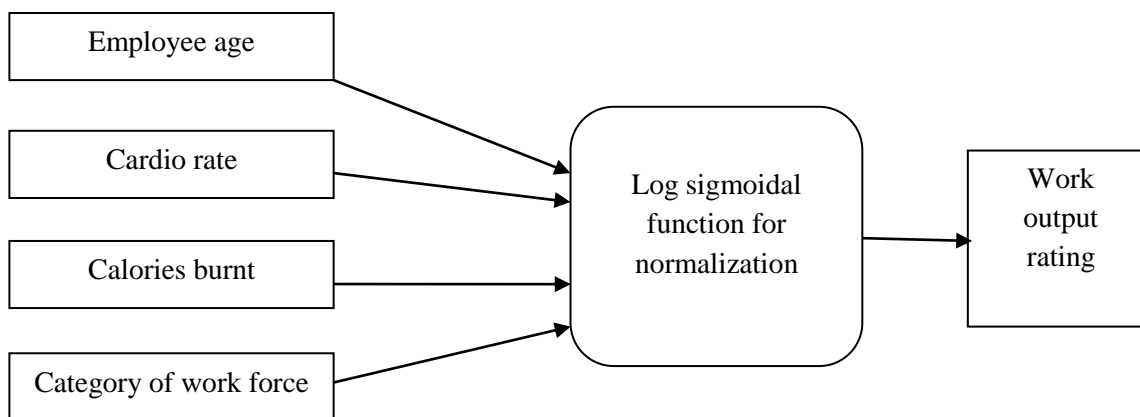 Employee age
Cardio rate
Calories burnt
Category of work force
Log sigmoidal
function for
normalization
Work
output
rating